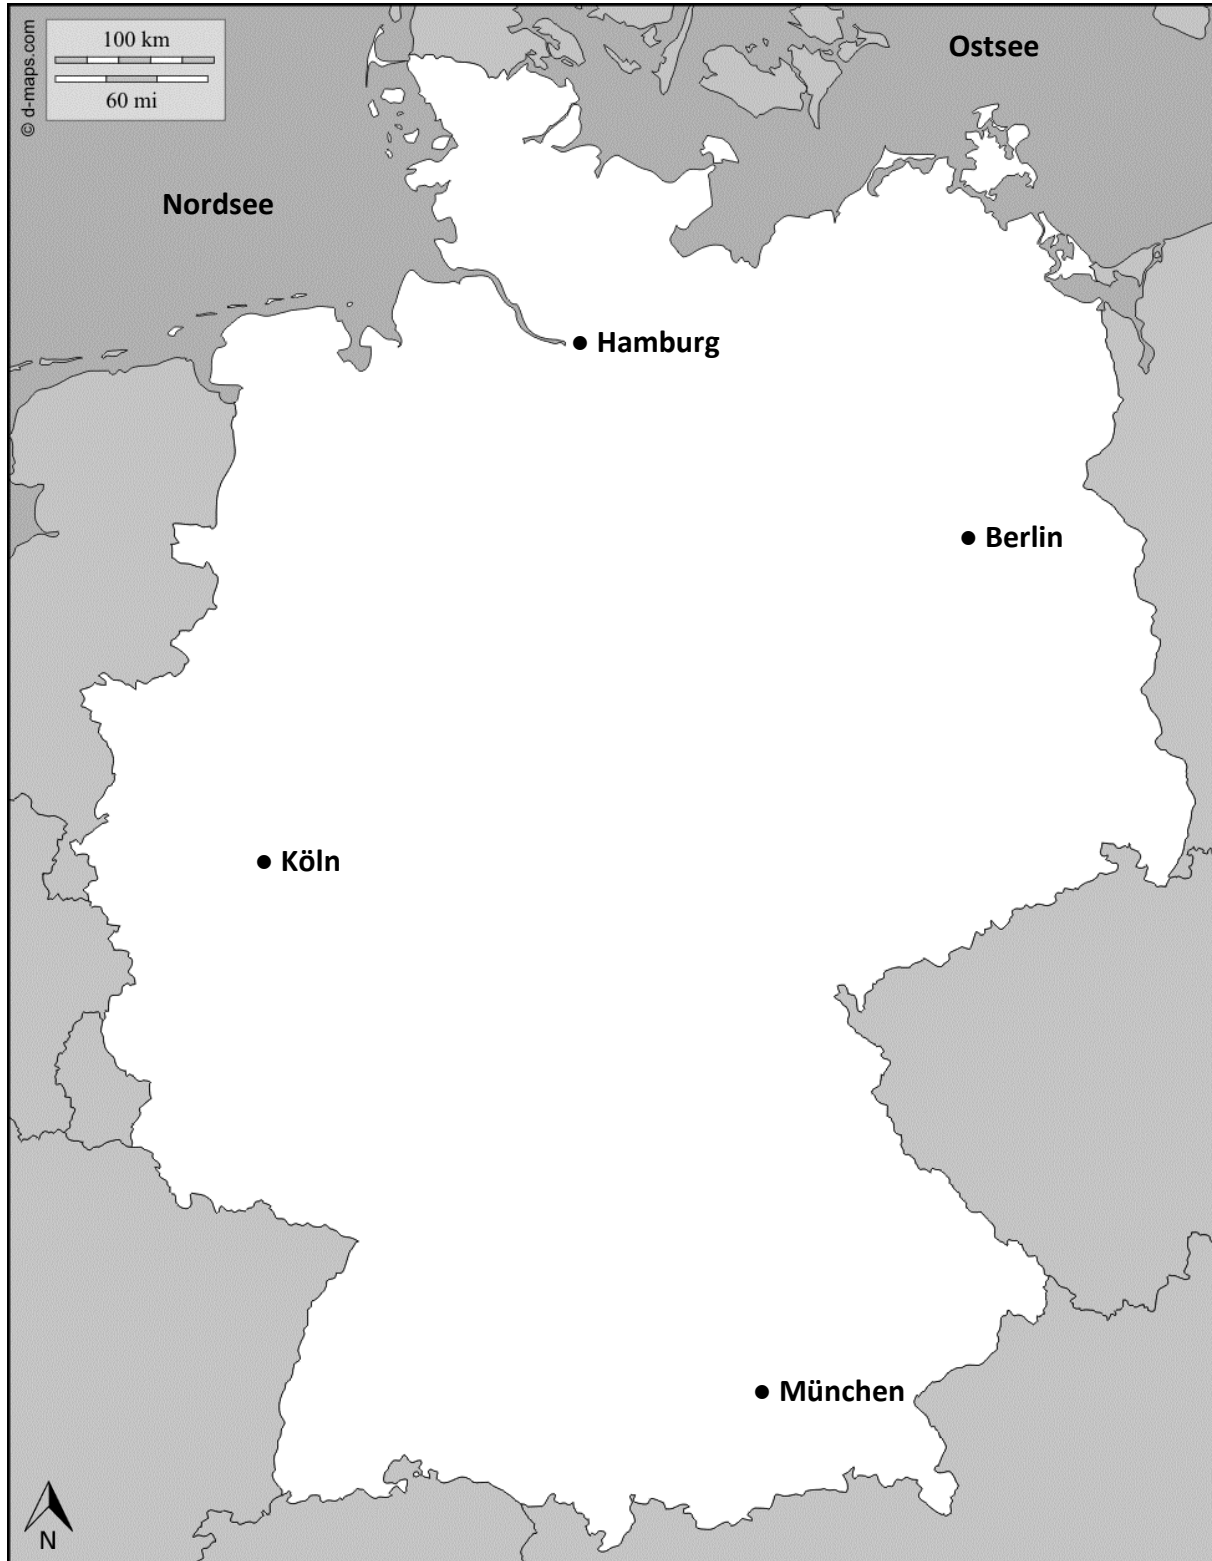 100 km
60 mi
© d-maps.com
Ostsee
Nordsee
Hamburg
Berlin
Köln
München
N